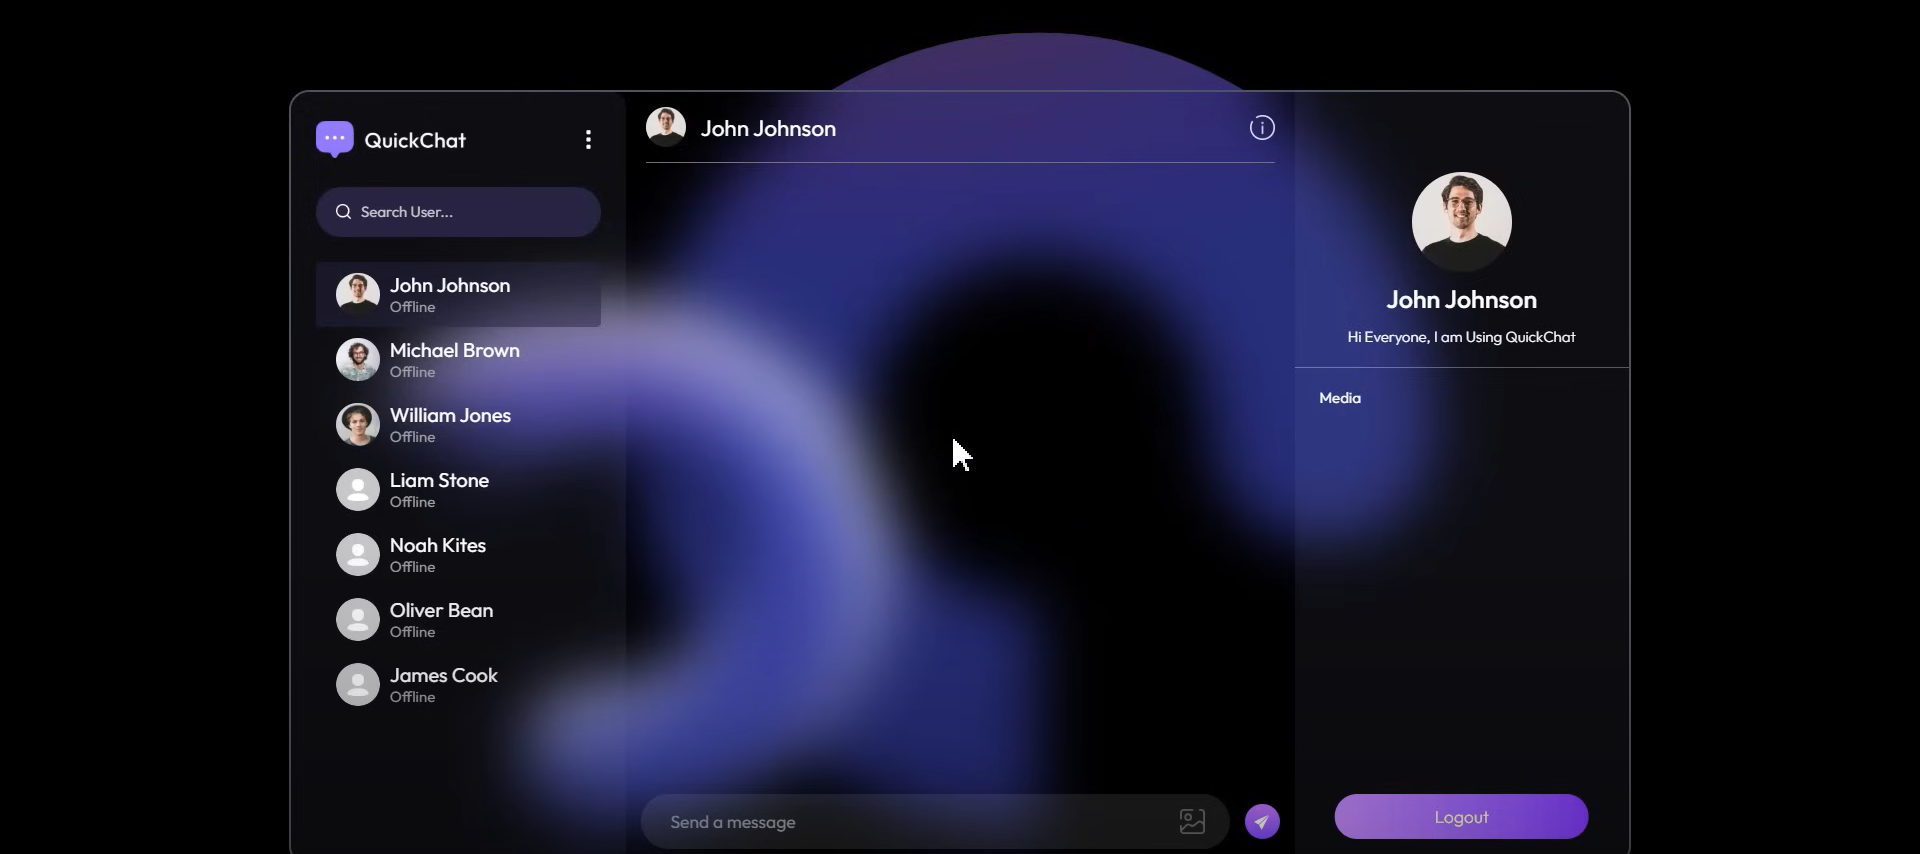 QuickChat
Search User...
John Johnson
Offline
Michael Brown
Offline
William Jones
Offline
Liam Stone
Offline
Noah Kites
Offline
Oliver Bean
Offline
James Cook
Offline
John Johnson
Send a message
John Johnson
Hi Everyone, I am Using QuickChat
Media
Logout